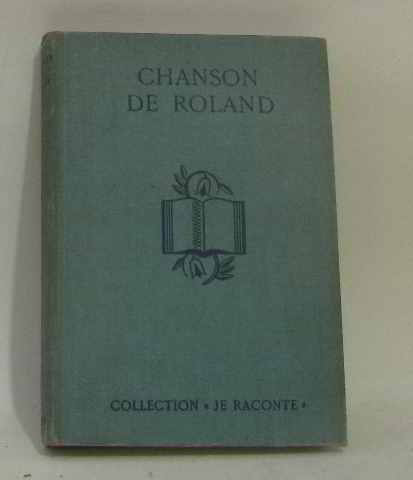 CHANSON
DE ROLAND
COLLECTION « JE RACONTE »